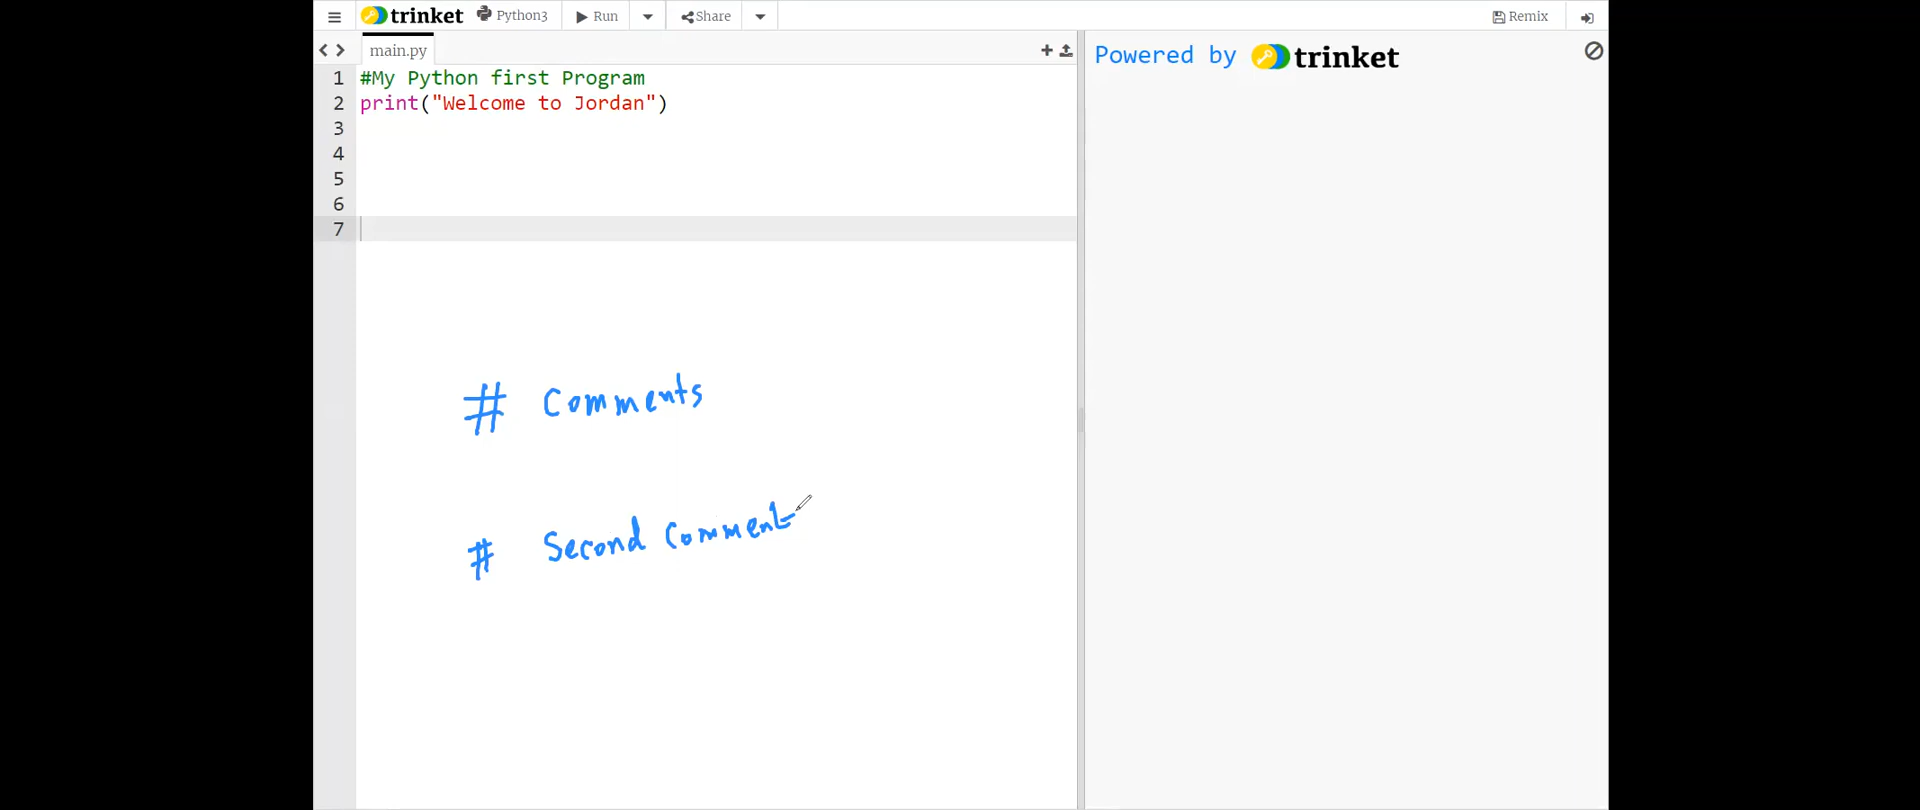 trinket Python3 Run Share Remix
main.py
Powered by trinket
1 #My Python first Program
2 print("Welcome to Jordan")
3
4
5
6
7
# Comments
# Second Comment